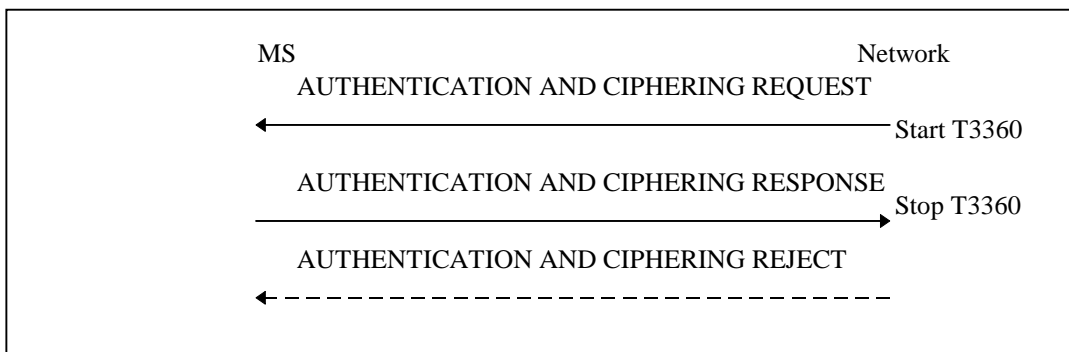 MS Network
AUTHENTICATION AND CIPHERING REQUEST
Start T3360
AUTHENTICATION AND CIPHERING RESPONSE
Stop T3360
AUTHENTICATION AND CIPHERING REJECT